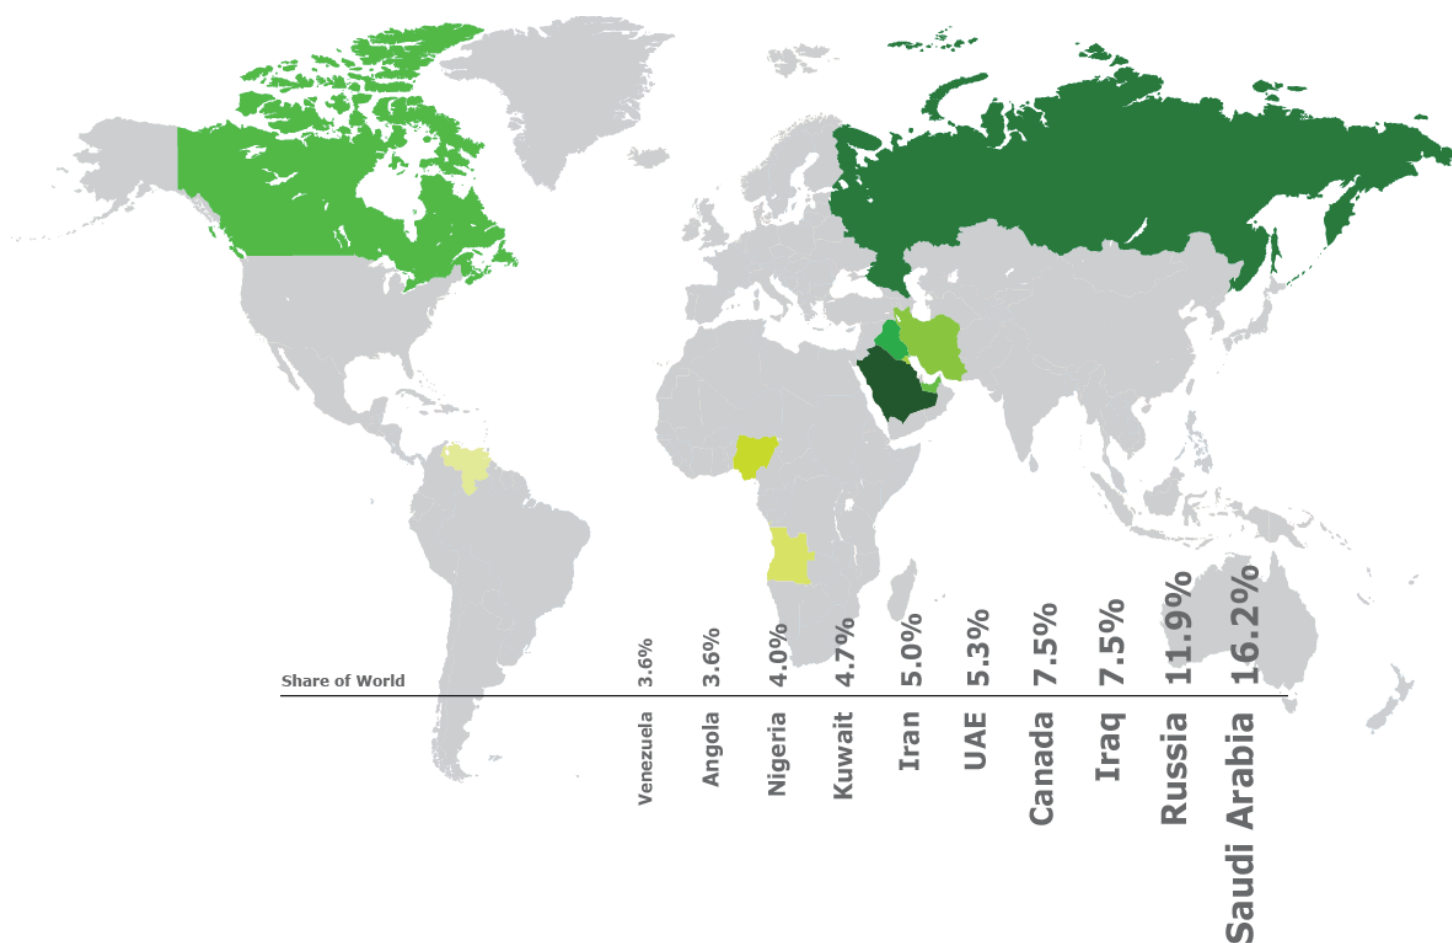 Share of World
3.6%
3.6%
4.0%
4.7%
5.0%
5.3%
7.5%
7.5%
11.9%
16.2%
Venezuela
Angola
Nigeria
Kuwait
Iran
UAE
Canada
Iraq
Russia
Saudi Arabia